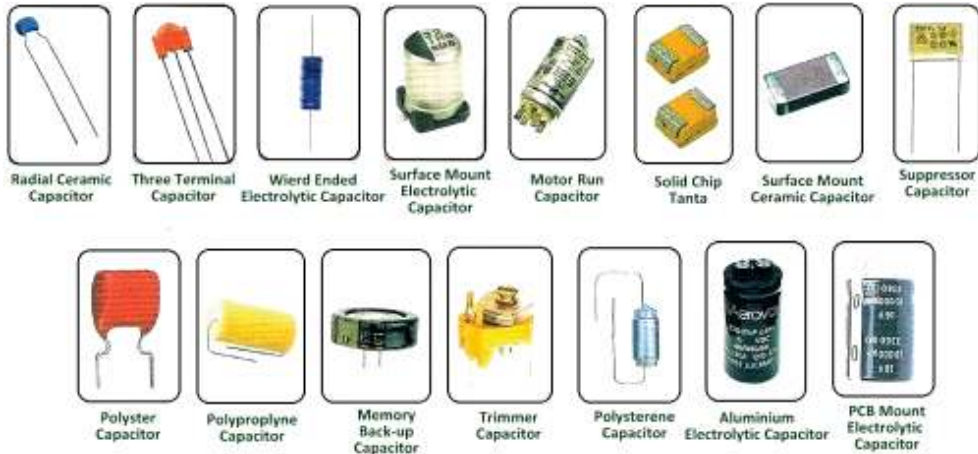 Radial Ceramic
Capacitor
Three Terminal
Capacitor
Wierd Ended
Electrolytic Capacitor
Surface Mount
Electrolytic
Capacitor
Motor Run
Capacitor
Solid Chip
Tanta
Surface Mount
Ceramic Capacitor
Suppressor
Capacitor
Polyster
Capacitor
Polyproplyne
Capacitor
Memory
Back-up
Capacitor
Trimmer
Capacitor
Polysterene
Capacitor
Aluminium
Electrolytic Capacitor
PCB Mount
Electrolytic
Capacitor